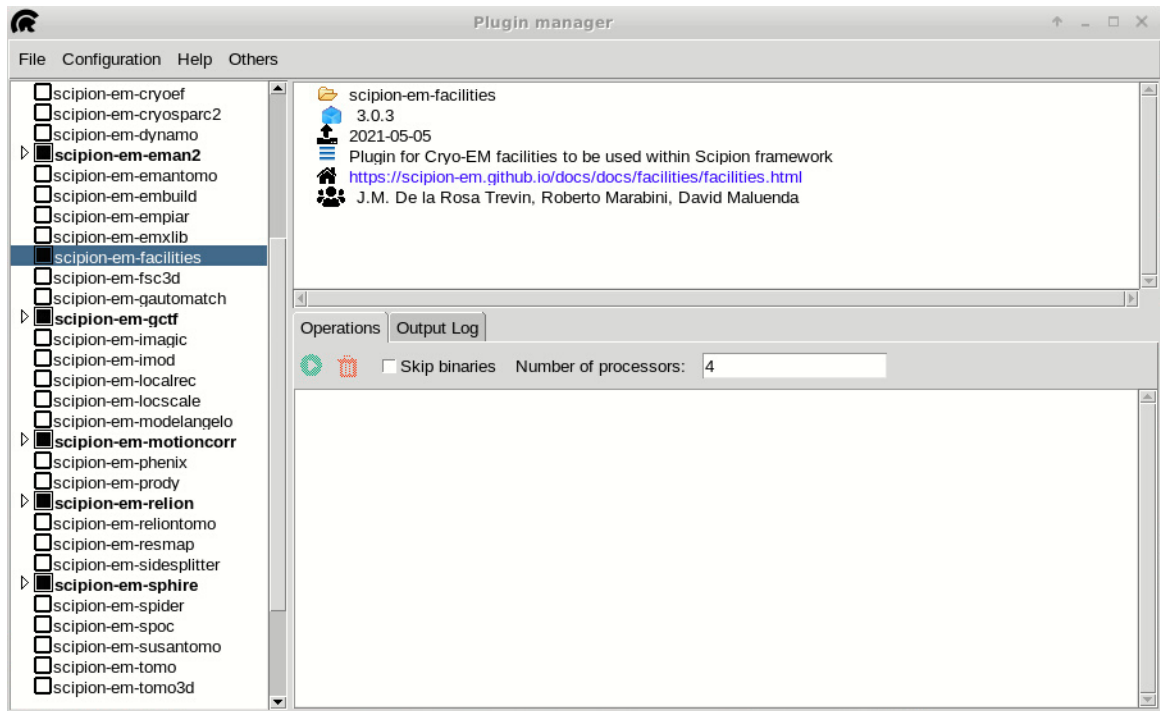 Plugin manager
File Configuration Help Others
scipion-em-cryoef
scipion-em-cryosparc2
scipion-em-dynamo
scipion-em-eman2
scipion-em-emantomo
scipion-em-embuild
scipion-em-empiar
scipion-em-emxlib
scipion-em-facilities
scipion-em-fsc3d
scipion-em-gautomatch
scipion-em-gctf
scipion-em-imagic
scipion-em-imod
scipion-em-localrec
scipion-em-locscale
scipion-em-modelangelo
scipion-em-motioncorr
scipion-em-phenix
scipion-em-prody
scipion-em-relion
scipion-em-reliontomo
scipion-em-resmap
scipion-em-sidesplitter
scipion-em-sphire
scipion-em-spider
scipion-em-spoc
scipion-em-susantomo
scipion-em-tomo
scipion-em-tomo3d
scipion-em-facilities
3.0.3
2021-05-05
Plugin for Cryo-EM facilities to be used within Scipion framework
https://scipion-em.github.io/docs/docs/facilities/facilities.html
J.M. De la Rosa Trevin, Roberto Marabini, David Maluenda
Operations Output Log
Skip binaries Number of processors: 4